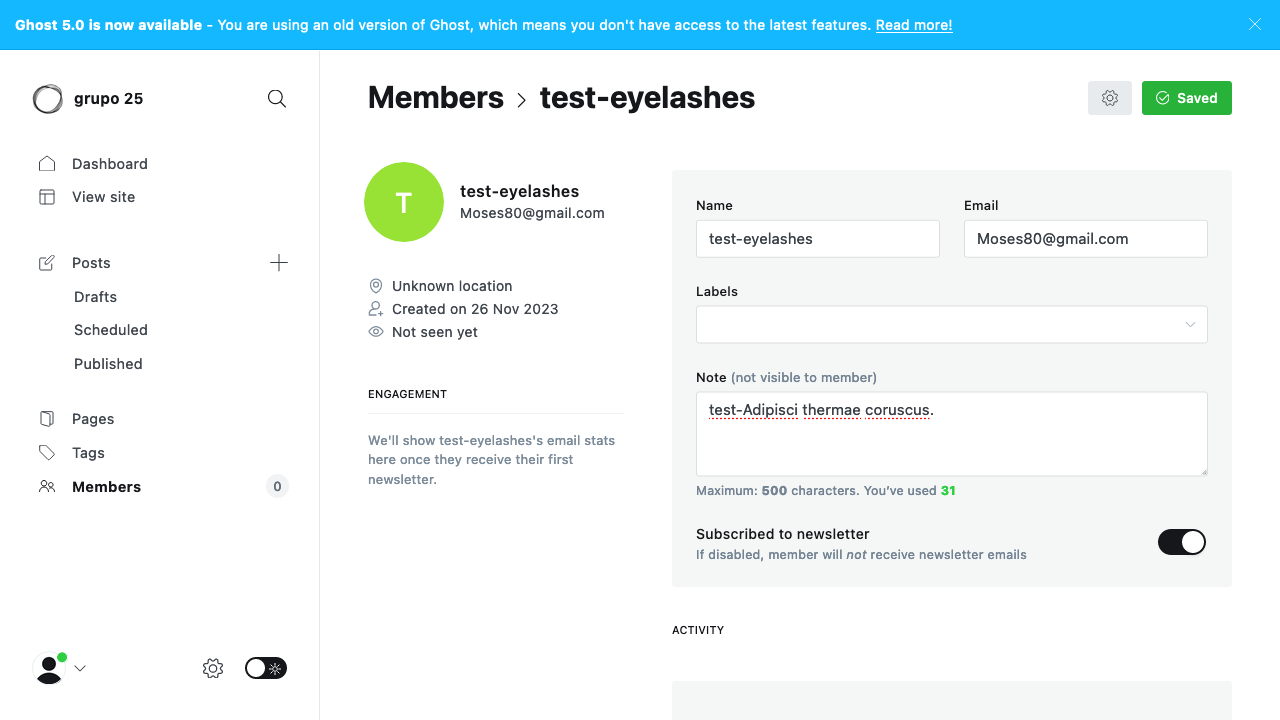 Ghost 5.0 is now available - You are using an old version of Ghost, which means you don't have access to the latest features. Read more!
grupo 25
Dashboard
View site
Posts
Drafts
Scheduled
Published
Pages
Tags
Members 0
Members > test-eyelashes
Saved
T
test-eyelashes
Moses80@gmail.com
Unknown location
Created on 26 Nov 2023
Not seen yet
ENGAGEMENT
We'll show test-eyelashes's email stats
here once they receive their first
newsletter.
Name Email
test-eyelashes Moses80@gmail.com
Labels
Note (not visible to member)
test-Adipisci thermae coruscus.
Maximum: 500 characters. You've used 31
Subscribed to newsletter
If disabled, member will not receive newsletter emails
ACTIVITY